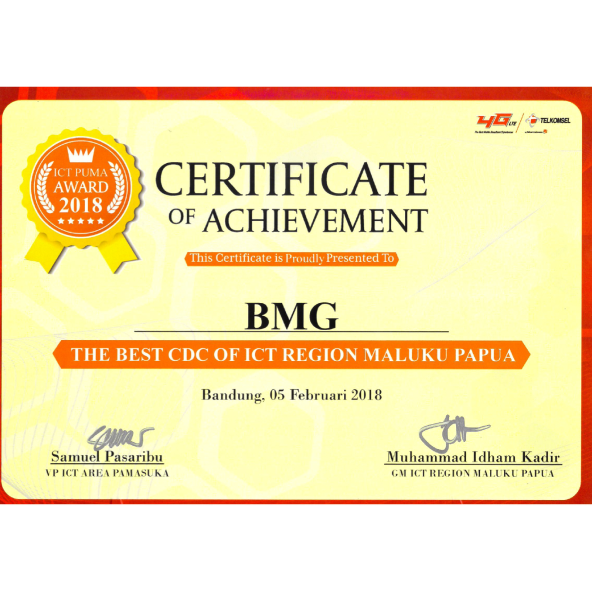 4G LTE
TELKOMSEL
ICT PUMA
AWARD
2018
CERTIFICATE
OF ACHIEVEMENT
This Certificate is Proudly Presented To
BMG
THE BEST CDC OF ICT REGION MALUKU PAPUA
Bandung, 05 Februari 2018
Samuel Pasaribu
VP ICT AREA PAMASUKA
Muhammad Idham Kadir
GM ICT REGION MALUKU PAPUA